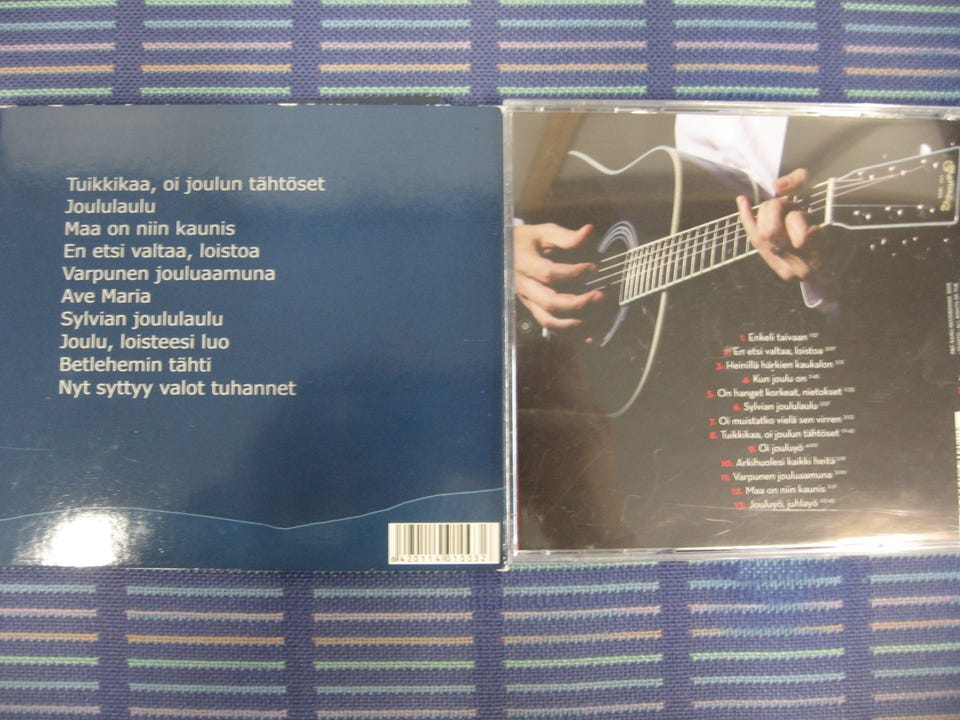 Tuikkikaa, oi joulun tähtöset
Joululaulu
Maa on niin kaunis
En etsi valtaa, loistoa
Varpunen jouluaamuna
Ave Maria
Sylvian joululaulu
Joulu, loisteesi luo
Betlehemin tähti
Nyt syttyy valot tuhannet
1. Enkeli taivaan
2. En etsi valtaa, loistoa
3. Heinillä härkien kaukalon
4. Kun joulu on
5. On hanget korkeat, nietokset
6. Sylvian joululaulu
7. Oi muistatko vielä sen virren
8. Tuikkikaa, oi joulun tähtöset
9. Oi jouluyö
10. Arkihuolesi kaikki heitä
11. Varpunen jouluaamuna
12. Maa on niin kaunis
13. Jouluyö, juhlayö